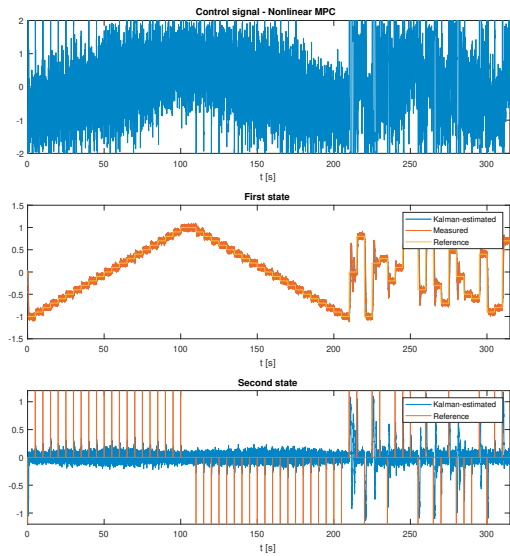 Control signal - Nonlinear MPC
2
1
0
-1
-2
0 50 100 150 200 250 300
t [s]
First state
1.5
1
0.5
0
-0.5
-1
-1.5
Kalman-estimated
Measured
Reference
0 50 100 150 200 250 300
t [s]
Second state
1
0.5
0
-0.5
-1
Kalman-estimated
Reference
0 50 100 150 200 250 300
t [s]